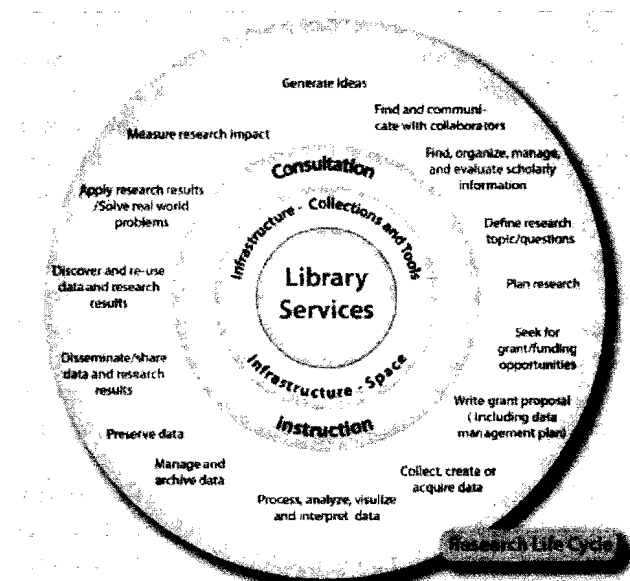 Generate Ideas
Find and communi-
cate with collaborators
Find, organize, manage,
and evaluate scholarly
information
Define research
topic/questions
Plan research
Seek for
grant/funding
opportunities
Write grant proposal
( including data
management plan)
Collect, create or
acquire data
Process, analyze, visulize
and interpret data
Manage and
archive data
Preserve data
Disseminate/share
data and research
results
Discover and re-use
data and research
results
Apply research results
/Solve real world
problems
Measure research impact
Consultation
Infrastructure - Collections and Tools
Library
Services
Infrastructure - Space
Instruction
Research Life Cycle